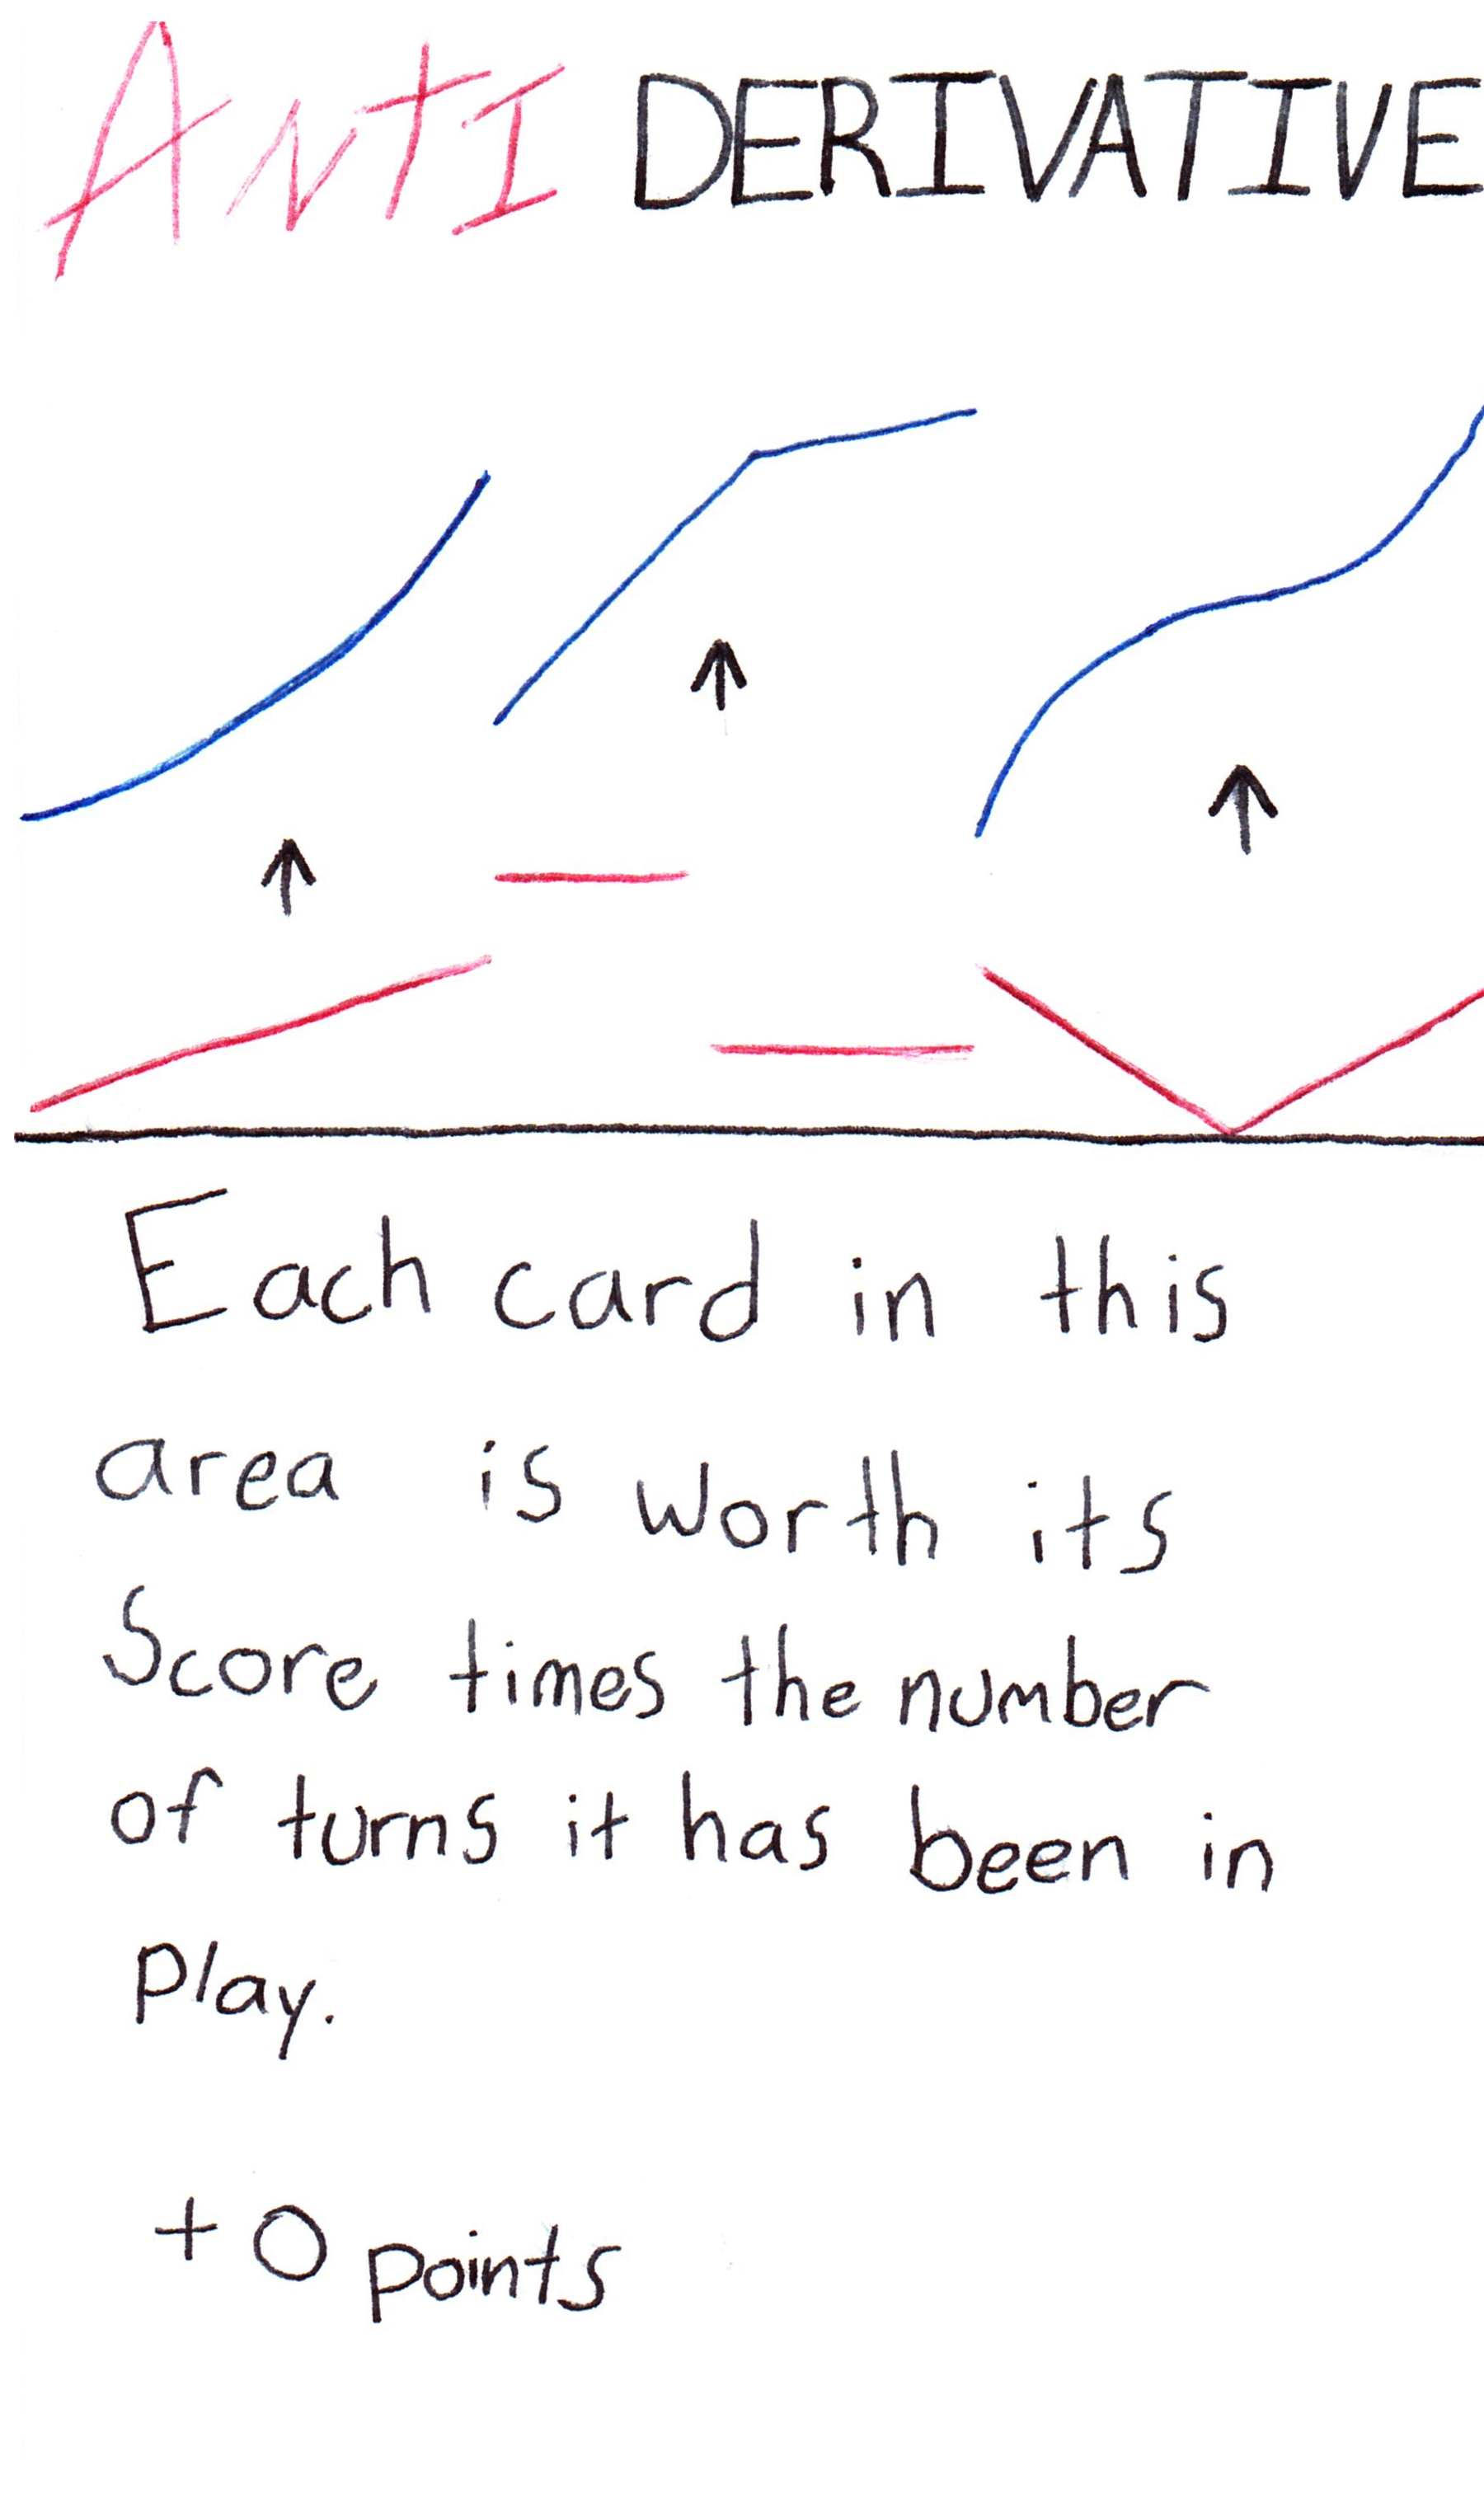 AntI DERIVATIVE
Each card in this
area is worth its
Score times the number
of turns it has been in
Play.
+0 points